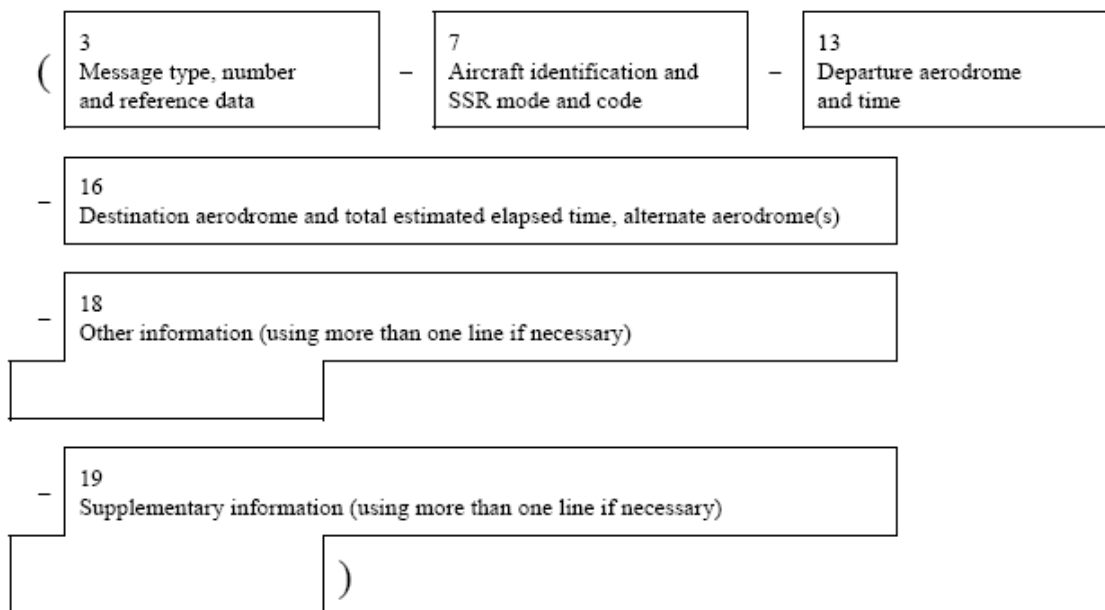 3
7
13
( Message type, number – Aircraft identification and – Departure aerodrome
and reference data
SSR mode and code
and time
– 16
Destination aerodrome and total estimated elapsed time, alternate aerodrome(s)
– 18
Other information (using more than one line if necessary)
– 19
Supplementary information (using more than one line if necessary)
)